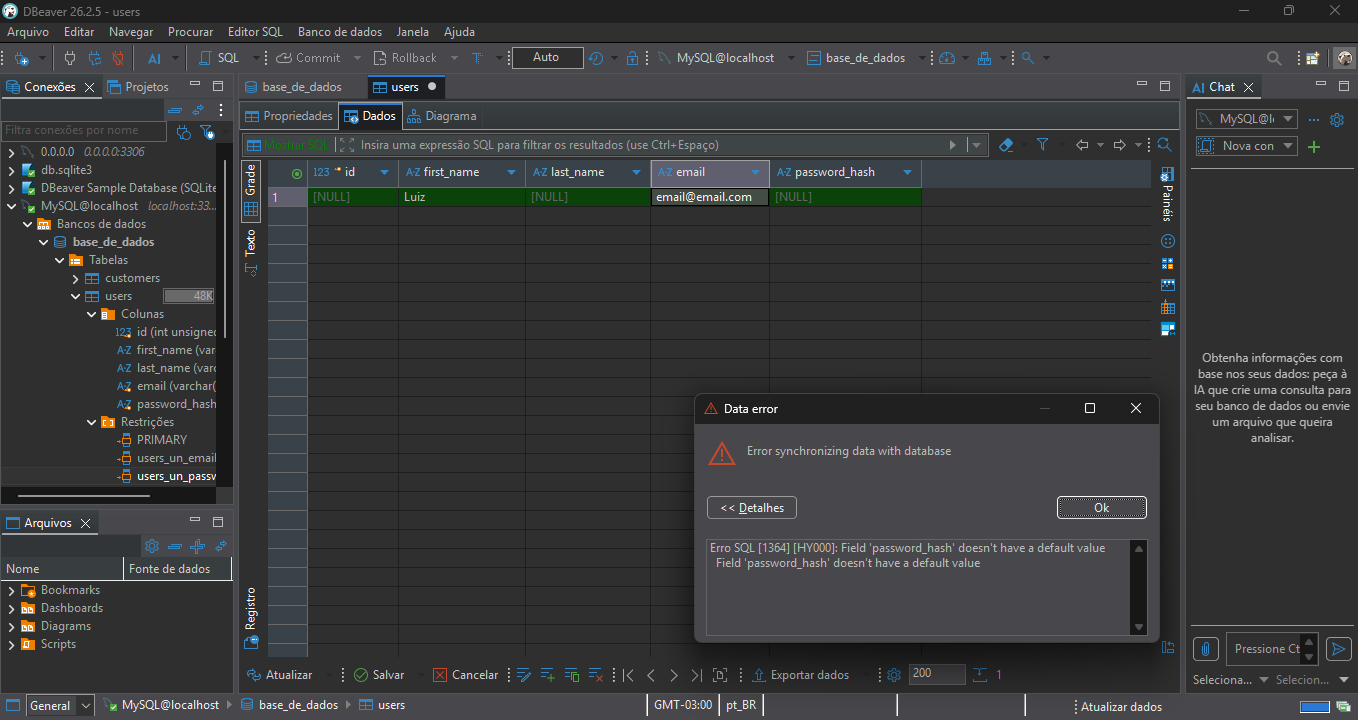 DBeaver 26.2.5 - users
Arquivo Editar Navegar Procurar Editor SQL Banco de dados Janela Ajuda
AI SQL Commit Rollback T Auto MySQL@localhost base_de_dados
Conexões Projetos
Filtra conexões por nome
0.0.0.0 0.0.0.0:3306
db.sqlite3
DBeaver Sample Database (SQLite
MySQL@localhost localhost:33...
Bancos de dados
base_de_dados
Tabelas
customers
users 48K
Colunas
123 id (int unsigned
A-Z first_name (var
A-Z last_name (varc
A-Z email (varchar(
A-Z password_hash
Restrições
PRIMARY
users_un_email
users_un_passw
Arquivos
Nome Fonte de dados
Bookmarks
Dashboards
Diagrams
Scripts
base_de_dados users
Propriedades Dados Diagrama
Mostrar SQL Insira uma expressão SQL para filtrar os resultados (use Ctrl+Espaço)
Grade
Texto
Registro
123 id A-Z first_name A-Z last_name A-Z email A-Z password_hash
1 [NULL] Luiz [NULL] email@email.com [NULL]
Painéis
Data error
Error synchronizing data with database
<< Detalhes Ok
Erro SQL [1364] [HY000]: Field 'password_hash' doesn't have a default value
Field 'password_hash' doesn't have a default value
Atualizar Salvar Cancelar Exportar dados 200 1
AI Chat
MySQL@l
Nova con
Obtenha informações com
base nos seus dados: peça à
IA que crie uma consulta para
seu banco de dados ou envie
um arquivo que queira
analisar.
Pressione Ct
Seleciona... Selecion...
General MySQL@localhost base_de_dados users GMT-03:00 pt_BR Atualizar dados